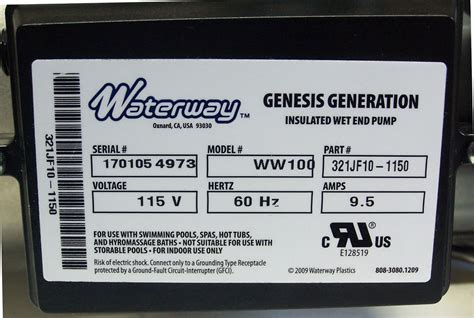 Waterway™
Oxnard, CA, USA 93030
GENESIS GENERATION
INSULATED WET END PUMP
321JF10-1150
SERIAL #
170105 4973
MODEL #
WW100
PART #
321JF10-1150
VOLTAGE
115 V
HERTZ
60 Hz
AMPS
9.5
FOR USE WITH SWIMMING POOLS, SPAS, HOT TUBS,
AND HYROMASSAGE BATHS • NOT SUITABLE FOR USE WITH
STORABLE POOLS • FOR INDOOR USE ONLY
Risk of electric shock. Connect only to a Grounding Type Receptacle
protected by a Ground-Fault Circuit-Interrupter (GFCI).
C RU US
E128519
© 2009 Waterway Plastics
808-3080.1209